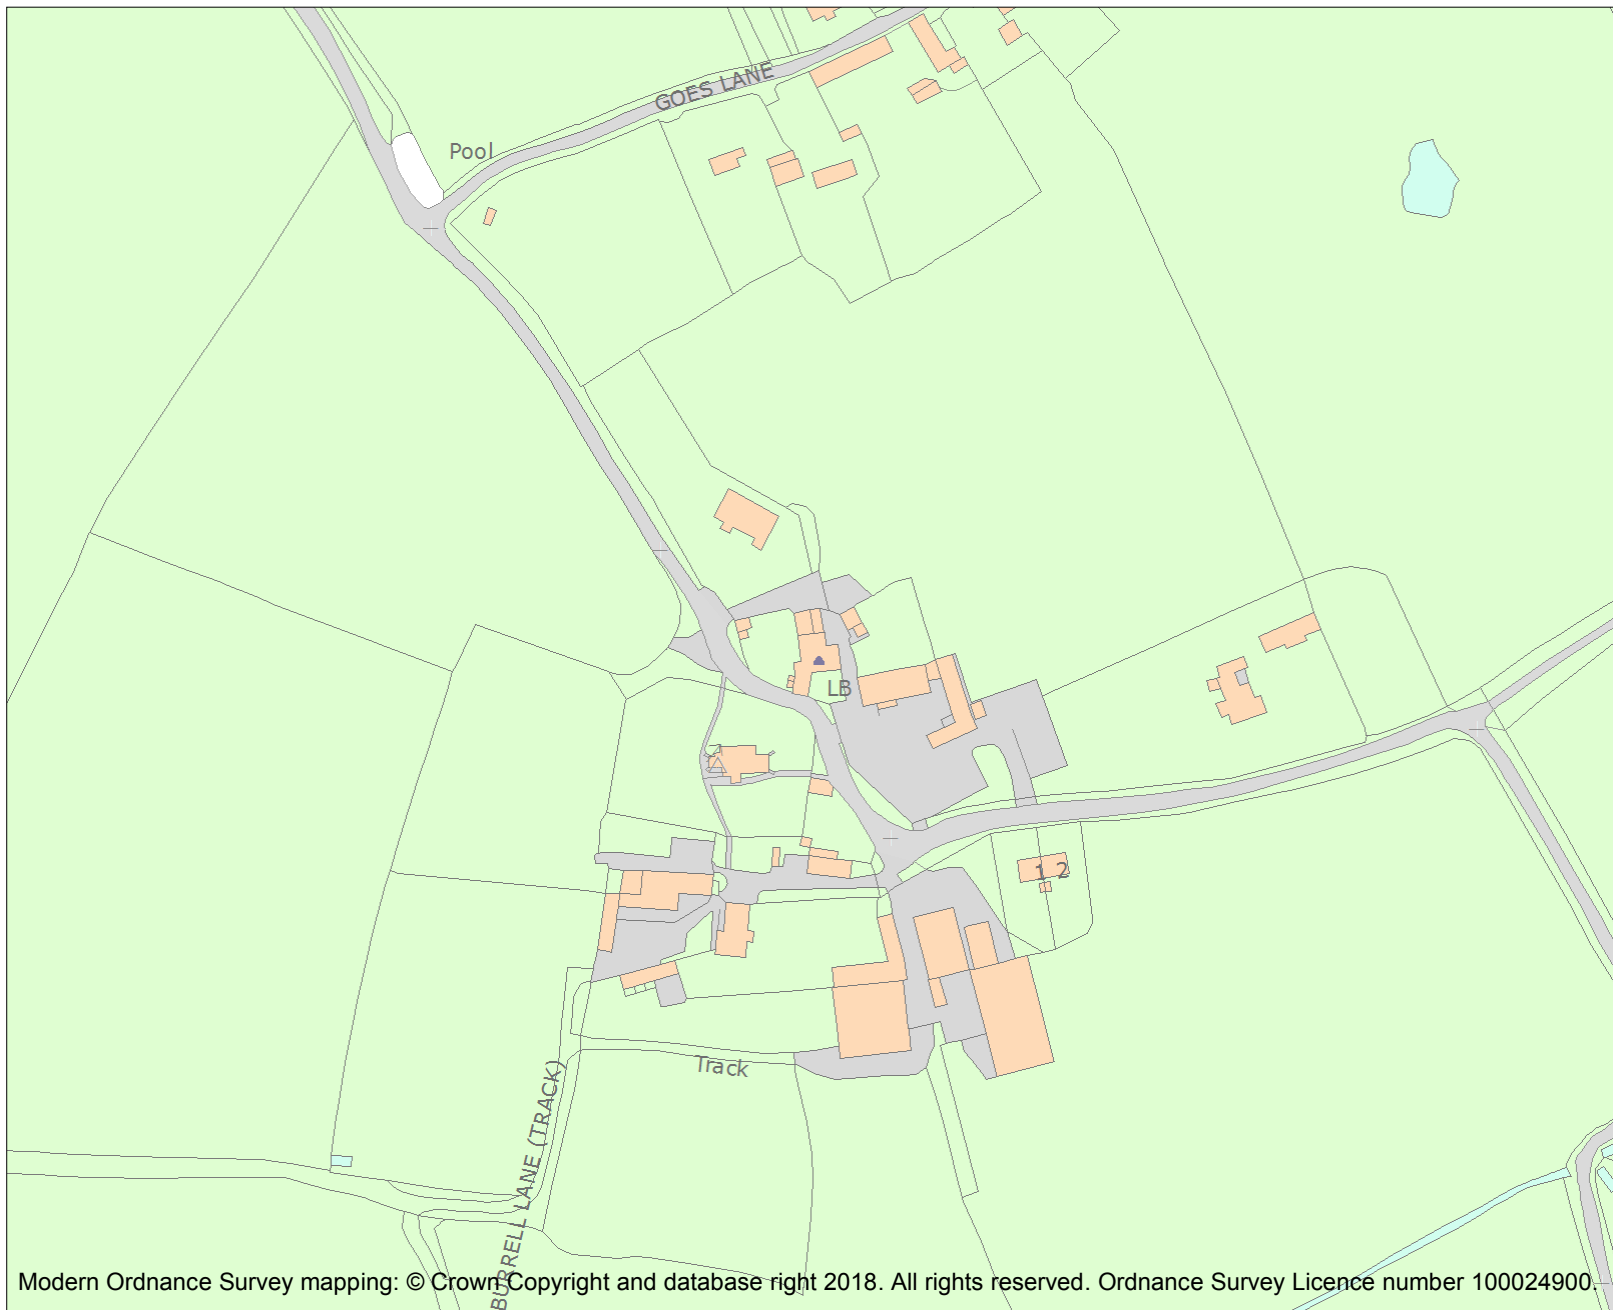 GOES LANE
Pool
LB
1 2
Track
BURRELL LANE (TRACK)
Modern Ordnance Survey mapping: © Crown Copyright and database right 2018. All rights reserved. Ordnance Survey Licence number 100024900.